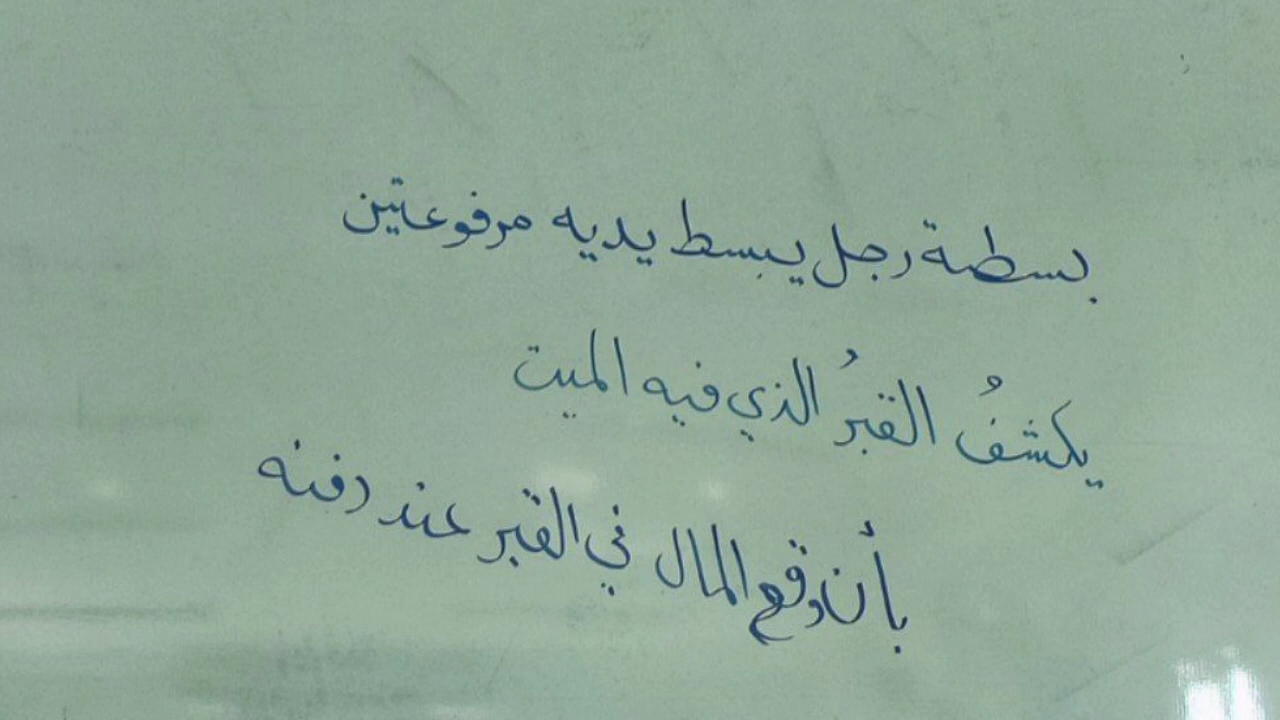 بسطة رجل يبسط يديه مرفوعتين
يكشفُ القبرُ الذي فيه الميت
بأن وقع المال في القبر عند دفنه